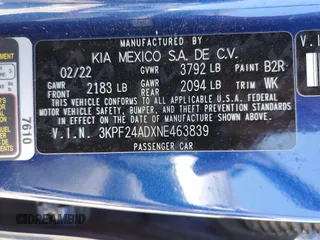 MANUFACTURED BY
KIA MEXICO S.A. DE C.V.
02/22 GVWR 3792 LB PAINT B2R
GAWR FRONT 2183 LB GAWR REAR 2094 LB TRIM WK
THIS VEHICLE CONFORMS TO ALL APPLICABLE U.S.A. FEDERAL
MOTOR VEHICLE SAFETY, BUMPER, AND THEFT PREVENTION
STANDARDS IN EFFECT ON THE DATE OF MANUFACTURE
SHOWN ABOVE.
V.I.N. 3KPF24ADXNE463839
PASSENGER CAR
7610
V.I.
DREAMBID